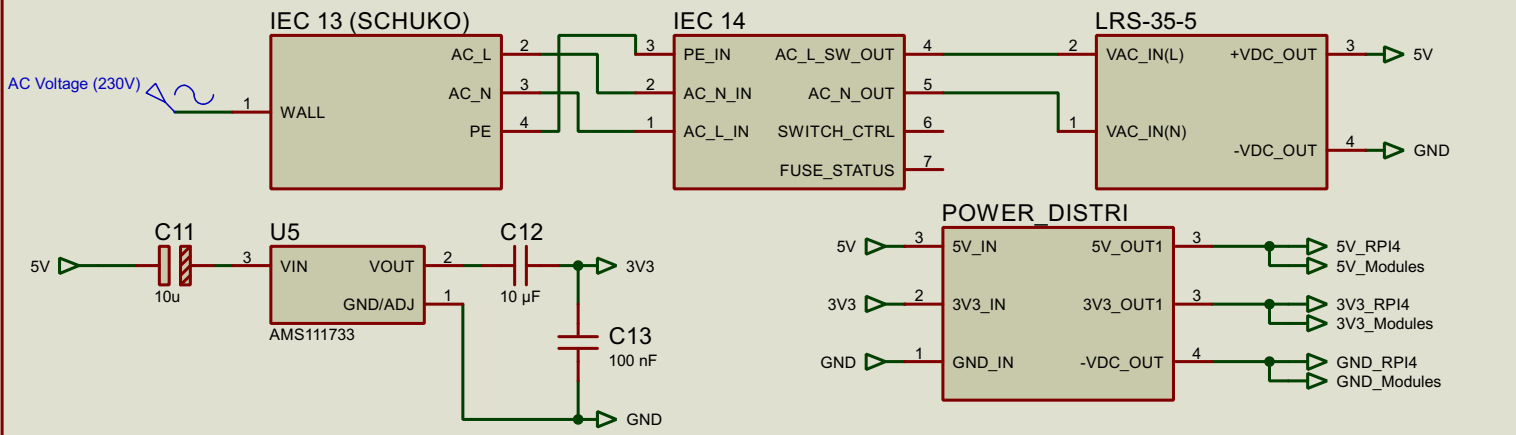 IEC 13 (SCHUKO)
IEC 14
LRS-35-5
AC Voltage (230V)
1
WALL
AC_L
2
AC_N
3
PE
4
3
PE_IN
2
AC_N_IN
1
AC_L_IN
AC_L_SW_OUT
4
AC_N_OUT
5
SWITCH_CTRL
6
FUSE_STATUS
7
2
VAC_IN(L)
1
VAC_IN(N)
+VDC_OUT
3
5V
-VDC_OUT
4
GND
C11
10u
5V
U5
3
VIN
VOUT
2
GND/ADJ
1
AMS111733
C12
10 µF
3V3
C13
100 nF
GND
POWER_DISTRI
5V
3
5V_IN
3V3
2
3V3_IN
GND
1
GND_IN
5V_OUT1
3
5V_RPI4
5V_Modules
3V3_OUT1
3
3V3_RPI4
3V3_Modules
-VDC_OUT
4
GND_RPI4
GND_Modules